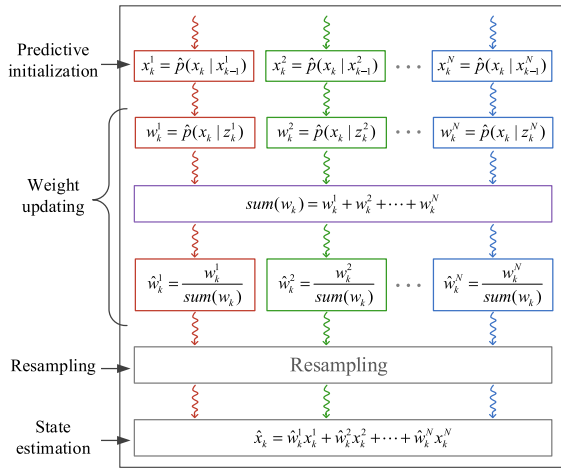 Predictive initialization
x_k^1 = p̂(x_k | x_{k-1}^1)
x_k^2 = p̂(x_k | x_{k-1}^2)
...
x_k^N = p̂(x_k | x_{k-1}^N)
Weight updating
w_k^1 = p̂(x_k | z_k^1)
w_k^2 = p̂(x_k | z_k^2)
...
w_k^N = p̂(x_k | z_k^N)
sum(w_k) = w_k^1 + w_k^2 + ⋯ + w_k^N
ŵ_k^1 = w_k^1 / sum(w_k)
ŵ_k^2 = w_k^2 / sum(w_k)
...
ŵ_k^N = w_k^N / sum(w_k)
Resampling
Resampling
State estimation
x̂_k = ŵ_k^1 x_k^1 + ŵ_k^2 x_k^2 + ⋯ + ŵ_k^N x_k^N